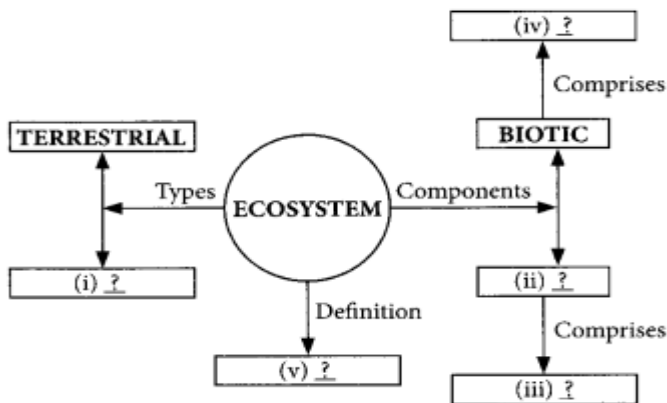 (iv) ?
Comprises
TERRESTRIAL
BIOTIC
Types
ECOSYSTEM
Components
(i) ?
(ii) ?
Definition
Comprises
(v) ?
(iii) ?